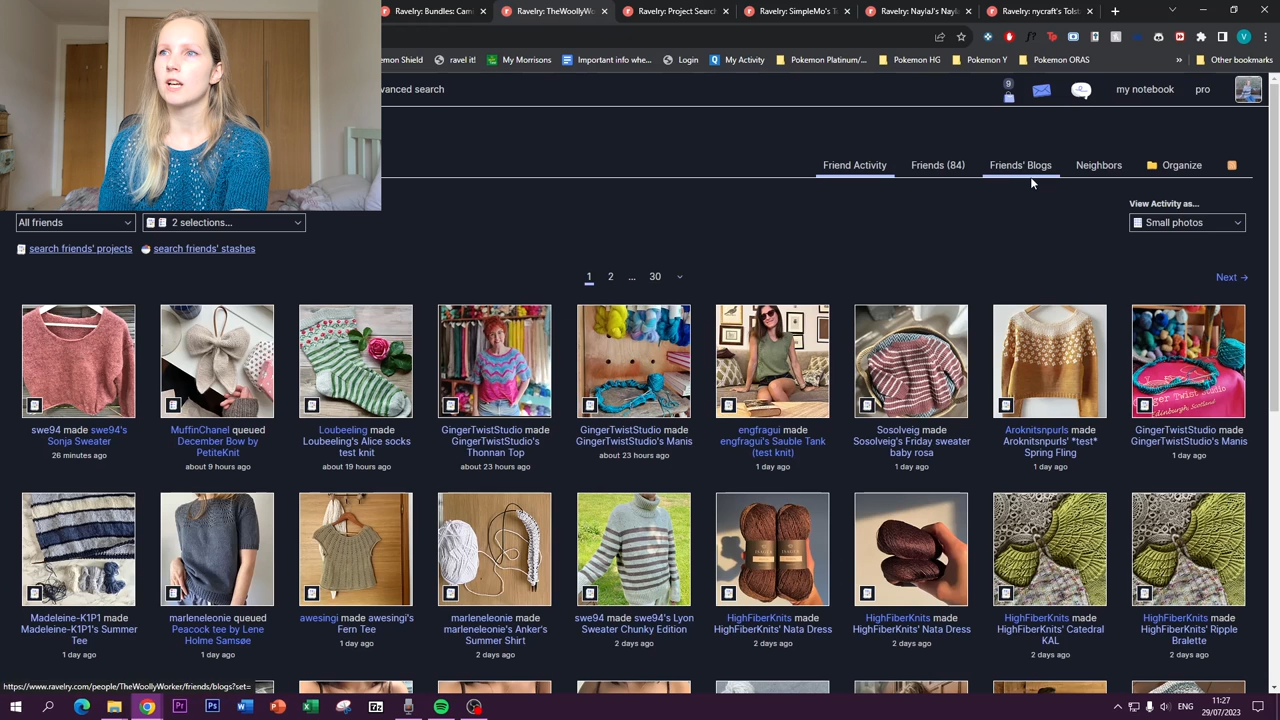 Ravelry: Bundles: Cam
Ravelry: TheWoollyWo
Ravelry: Project Search
Ravelry: SimpleMo's T
Ravelry: NaylaJ's Nayl
Ravelry: nycraft's Tols
okemon Shield
ravel it!
My Morrisons
Important info whe...
Login
My Activity
Pokemon Platinum/...
Pokemon HG
Pokemon Y
Pokemon ORAS
»
Other bookmarks
vanced search
9
my notebook
pro
Friend Activity
Friends (84)
Friends' Blogs
Neighbors
Organize
View Activity as...
All friends
2 selections...
Small photos
search friends' projects
search friends' stashes
1
2
...
30
Next →
swe94 made swe94's
Sonja Sweater
26 minutes ago
MuffinChanel queued
December Bow by
PetiteKnit
about 9 hours ago
Loubeeling made
Loubeeling's Alice socks
test knit
about 19 hours ago
GingerTwistStudio made
GingerTwistStudio's
Thonnan Top
about 23 hours ago
GingerTwistStudio made
GingerTwistStudio's Manis
about 23 hours ago
engfragui made
engfragui's Sauble Tank
(test knit)
1 day ago
Sosolveig made
Sosolveig's Friday sweater
baby rosa
1 day ago
Aroknitsnpurls made
Aroknitsnpurls' *test*
Spring Fling
1 day ago
GingerTwistStudio made
GingerTwistStudio's Manis
1 day ago
Madeleine-K1P1 made
Madeleine-K1P1's Summer
Tee
1 day ago
marleneleonie queued
Peacock tee by Lene
Holme Samsøe
1 day ago
awesingi made awesingi's
Fern Tee
1 day ago
marleneleonie made
marleneleonie's Anker's
Summer Shirt
2 days ago
swe94 made swe94's Lyon
Sweater Chunky Edition
2 days ago
HighFiberKnits made
HighFiberKnits' Nata Dress
2 days ago
HighFiberKnits made
HighFiberKnits' Nata Dress
2 days ago
HighFiberKnits made
HighFiberKnits' Catedral
KAL
2 days ago
HighFiberKnits made
HighFiberKnits' Ripple
Bralette
2 days ago
https://www.ravelry.com/people/TheWoollyWorker/friends/blogs?set=
ENG
11:27
29/07/2023